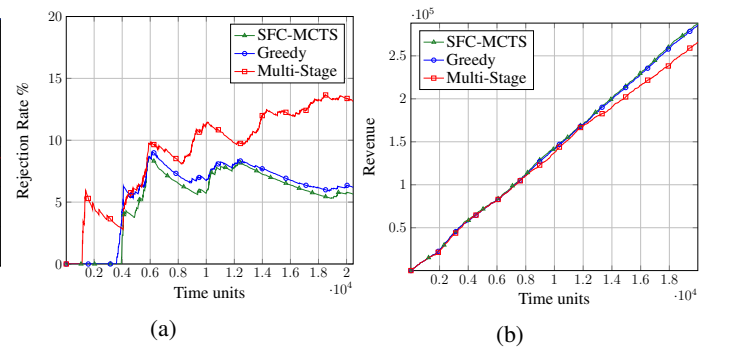 20
15
10
5
0
Rejection Rate %
SFC-MCTS
Greedy
Multi-Stage
0.2 0.4 0.6 0.8 1 1.2 1.4 1.6 1.8 2
·10⁴
Time units
(a)
·10⁵
2.5
2
1.5
1
0.5
Revenue
SFC-MCTS
Greedy
Multi-Stage
0.2 0.4 0.6 0.8 1 1.2 1.4 1.6 1.8
·10⁴
Time units
(b)